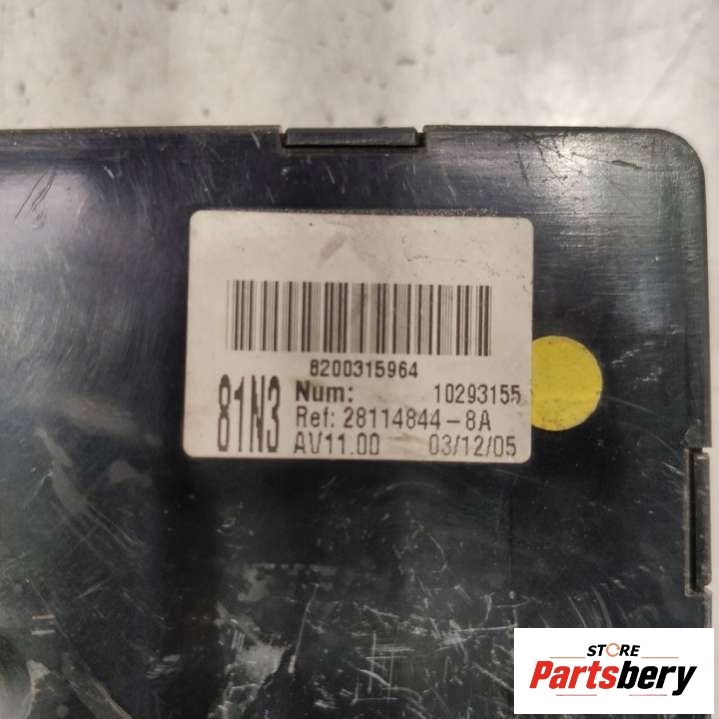 8200315964
81N3
Num: 10293155
Ref: 28114844-8A
AV11.00 03/12/05
STORE
Partsbery